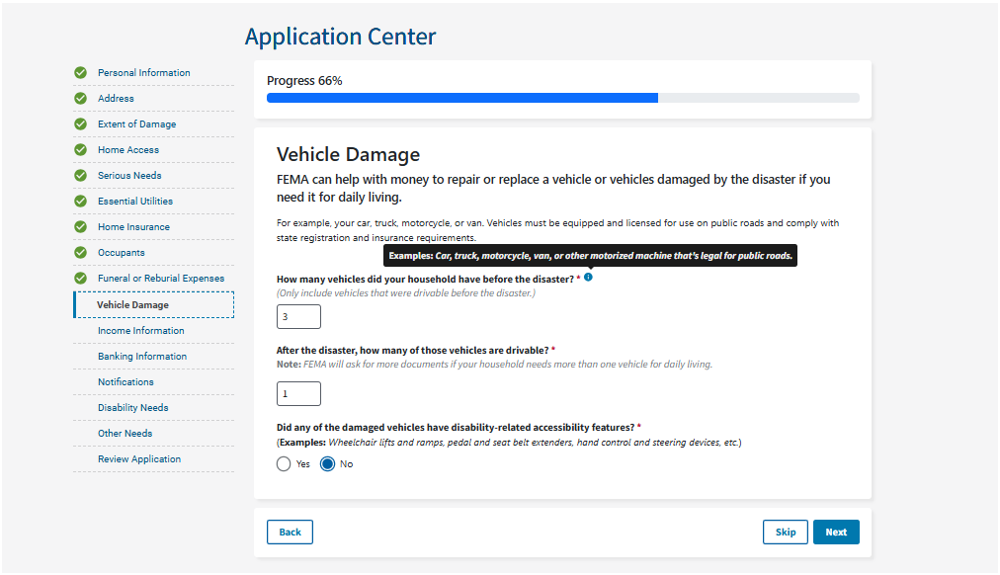 Application Center
Personal Information
Address
Extent of Damage
Home Access
Serious Needs
Essential Utilities
Home Insurance
Occupants
Funeral or Reburial Expenses
Vehicle Damage
Income Information
Banking Information
Notifications
Disability Needs
Other Needs
Review Application
Progress 66%
Vehicle Damage
FEMA can help with money to repair or replace a vehicle or vehicles damaged by the disaster if you
need it for daily living.
For example, your car, truck, motorcycle, or van. Vehicles must be equipped and licensed for use on public roads and comply with
state registration and insurance requirements.
Examples: Car, truck, motorcycle, van, or other motorized machine that's legal for public roads.
How many vehicles did your household have before the disaster? *
(Only include vehicles that were drivable before the disaster.)
3
After the disaster, how many of those vehicles are drivable? *
Note: FEMA will ask for more documents if your household needs more than one vehicle for daily living.
1
Did any of the damaged vehicles have disability-related accessibility features? *
(Examples: Wheelchair lifts and ramps, pedal and seat belt extenders, hand control and steering devices, etc.)
Yes No
Back Skip Next